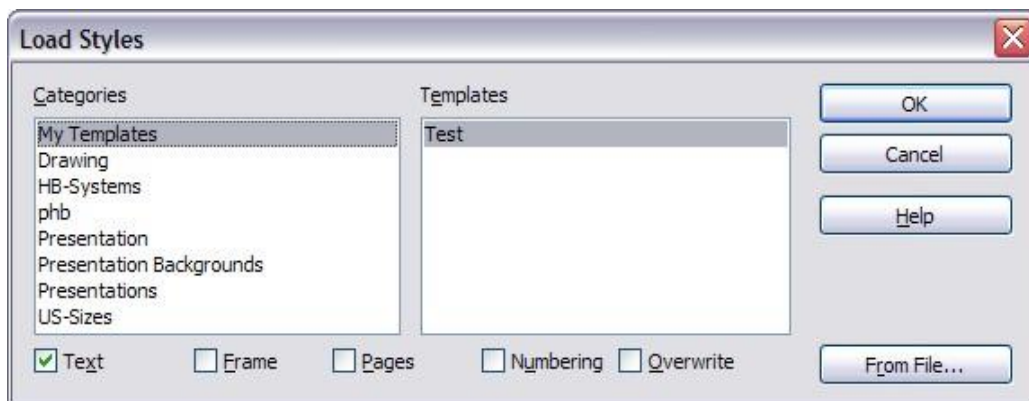 Load Styles
Categories
Templates
My Templates
Drawing
HB-Systems
phb
Presentation
Presentation Backgrounds
Presentations
US-Sizes
Test
OK
Cancel
Help
Text Frame Pages Numbering Overwrite
From File...